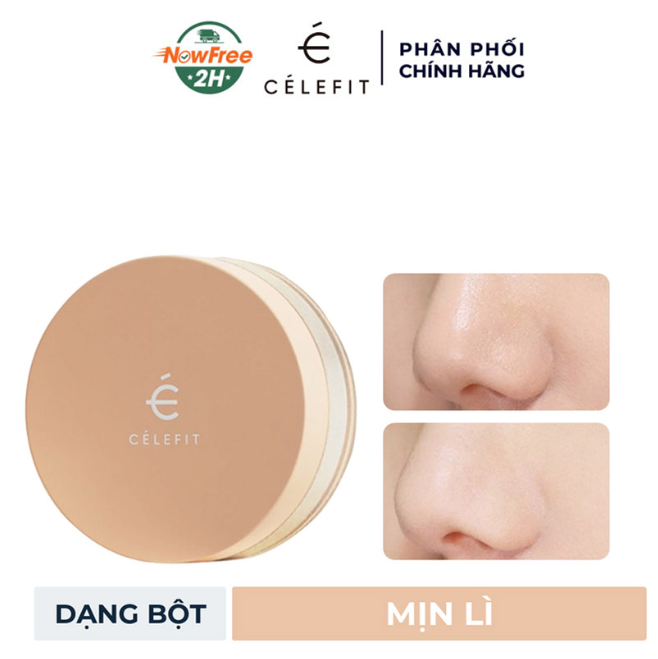 NowFree
2H
É
CÉLEFIT
PHÂN PHỐI
CHÍNH HÃNG
É
CÉLEFIT
DẠNG BỘT
MỊN LÌ